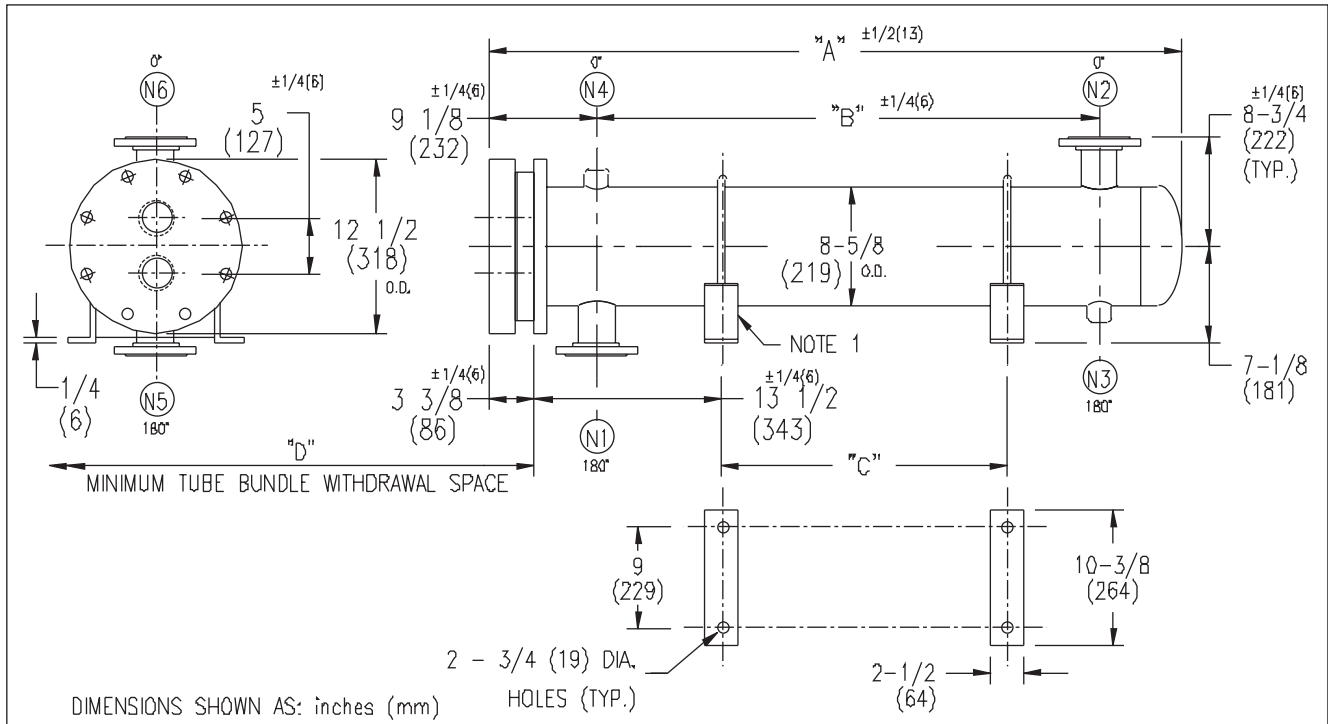 "A" ±1/2(13)
0°
N6
±1/4(6)
5
(127)
±1/4(6)
9 1/8
(232)
0°
N4
"B" ±1/4(6)
0°
N2
±1/4(6)
8-3/4
(222)
(TYP.)
12 1/2
(318)
O.D.
8-5/8
(219) O.D.
1/4
(6)
N5
180°
NOTE 1
±1/4(6)
3 3/8
(86)
±1/4(6)
13 1/2
(343)
N1
180°
N3
180°
7-1/8
(181)
"D"
MINIMUM TUBE BUNDLE WITHDRAWAL SPACE
"C"
9
(229)
10-3/8
(264)
2 - 3/4 (19) DIA.
HOLES (TYP.)
2-1/2
(64)
DIMENSIONS SHOWN AS: inches (mm)